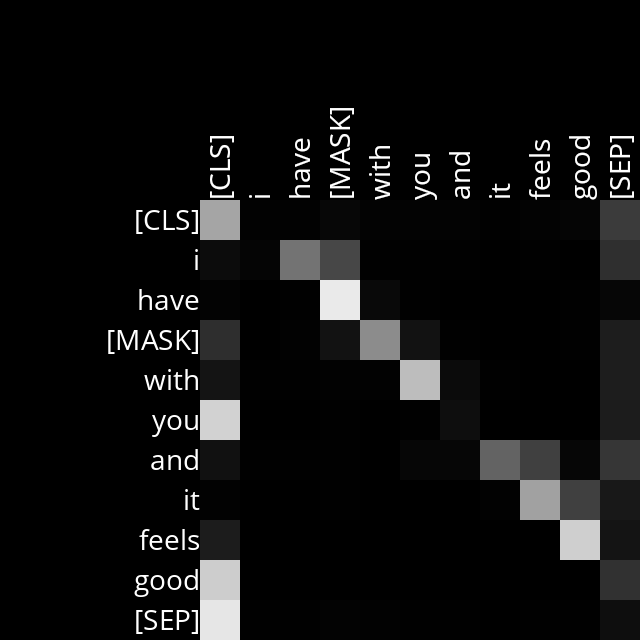 [CLS] i have [MASK] with you and it feels good [SEP]
[CLS]
i
have
[MASK]
with
you
and
it
feels
good
[SEP]